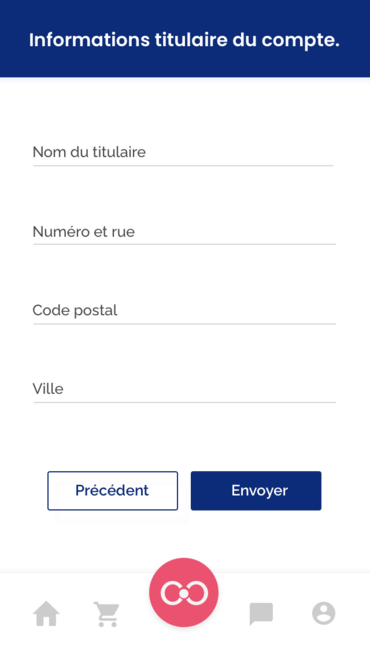 Informations titulaire du compte.
Nom du titulaire
Numéro et rue
Code postal
Ville
Précédent
Envoyer